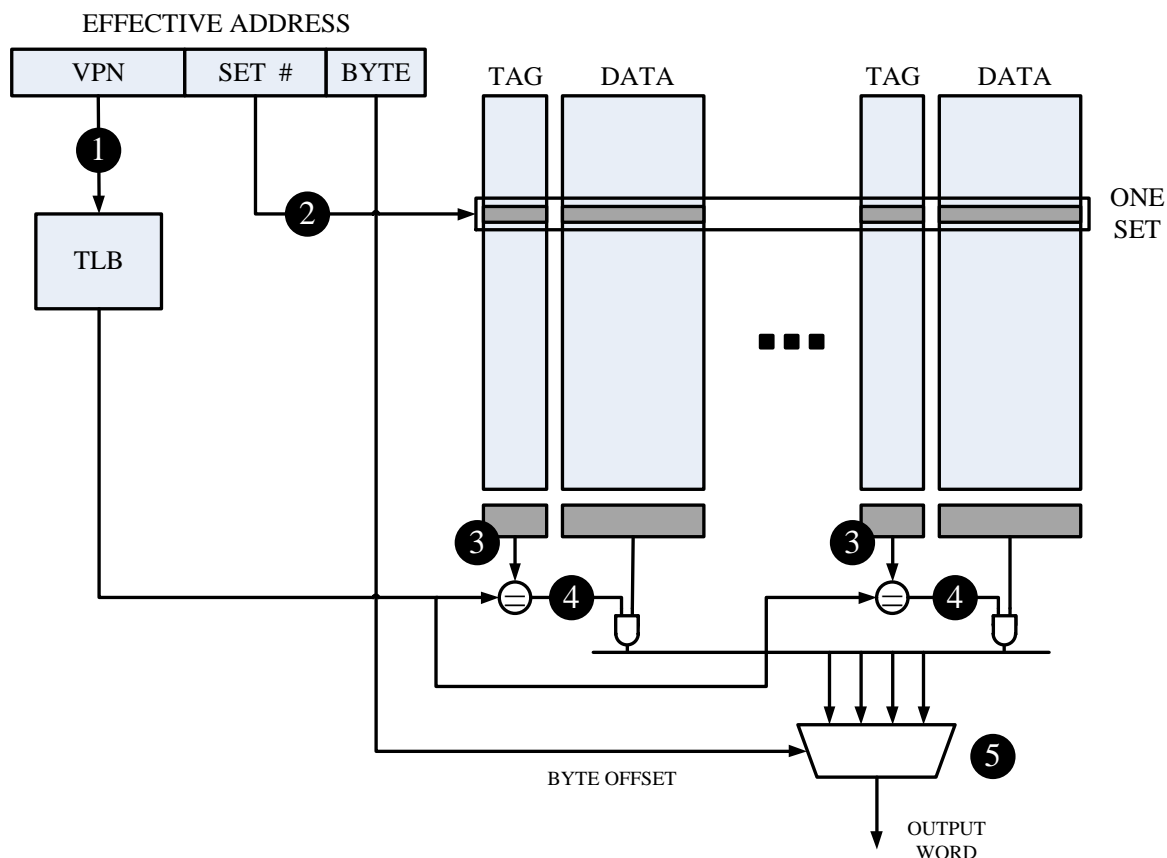 EFFECTIVE ADDRESS
VPN SET # BYTE
TAG DATA TAG DATA
1
2
ONE
SET
TLB
3 3
4 4
5
BYTE OFFSET
OUTPUT
WORD